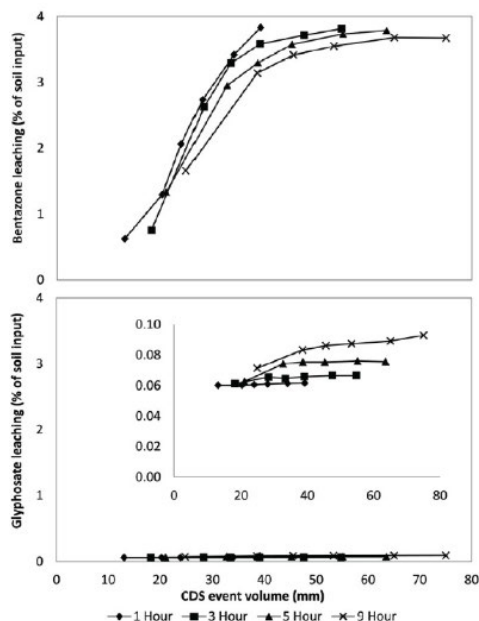 Bentazone leaching (% of soil input)
4
3
2
1
0
Glyphosate leaching (% of soil input)
4
3
2
1
0
0.10
0.08
0.06
0.04
0.02
0.00
0 20 40 60 80
0 10 20 30 40 50 60 70 80
CDS event volume (mm)
1 Hour 3 Hour 5 Hour 9 Hour